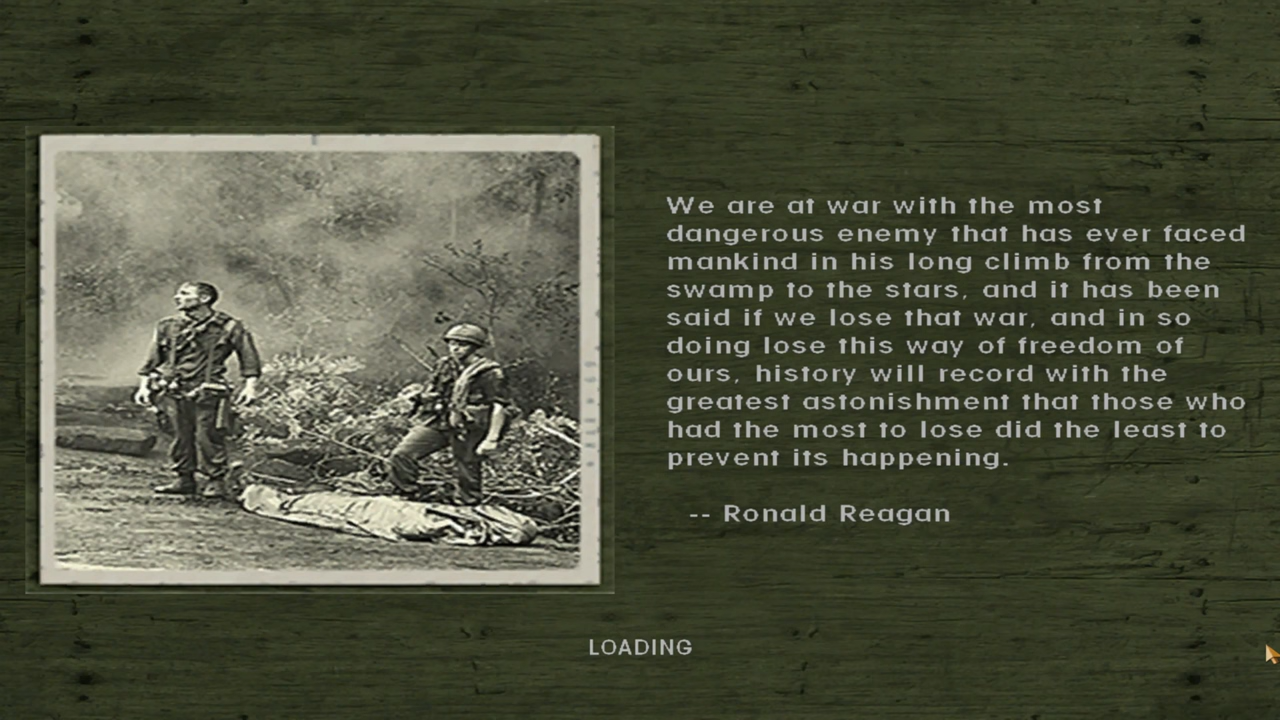 We are at war with the most
dangerous enemy that has ever faced
mankind in his long climb from the
swamp to the stars, and it has been
said if we lose that war, and in so
doing lose this way of freedom of
ours, history will record with the
greatest astonishment that those who
had the most to lose did the least to
prevent its happening.
-- Ronald Reagan
LOADING